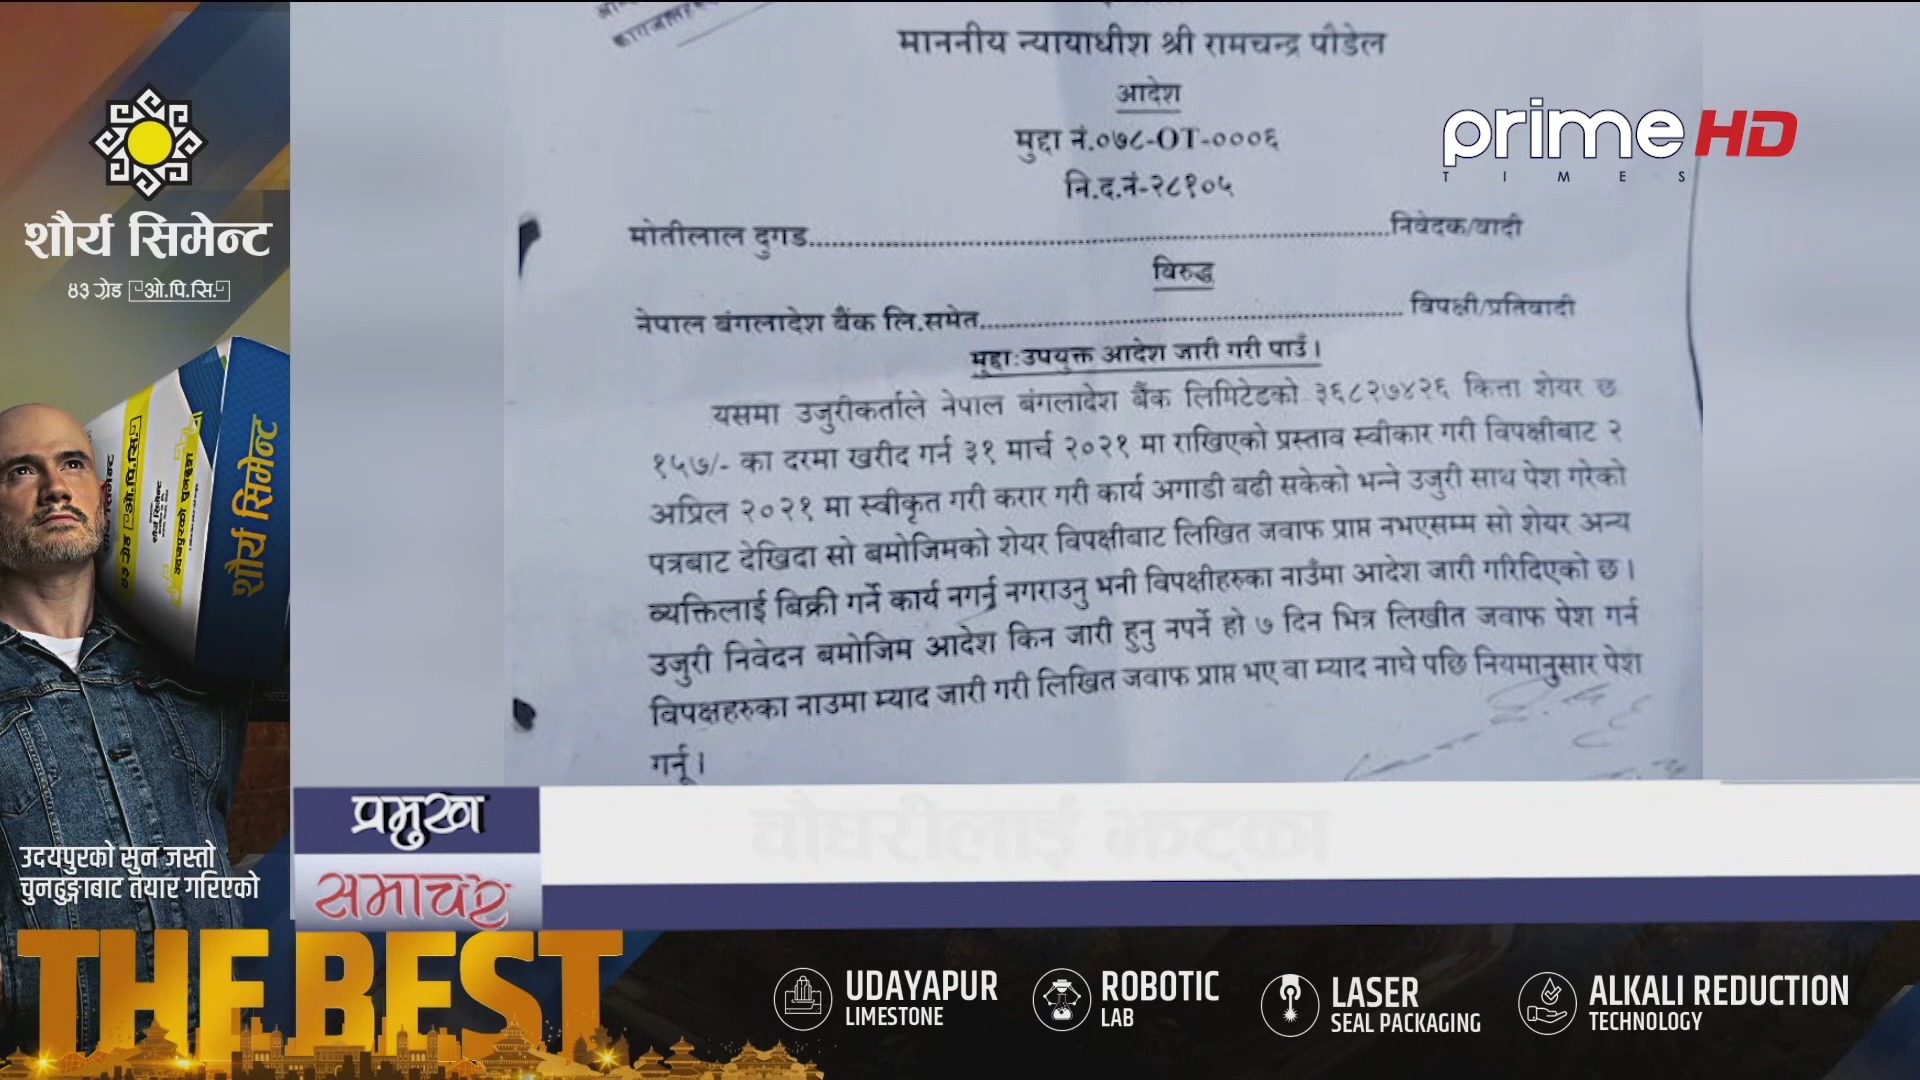 माननीय न्यायाधीश श्री रामचन्द्र पौडेल
आदेश
मुद्दा नं.०७८-OT-०००६
नि.द.नं-२८१०५
मोतीलाल दुगड.......................निवेदक/वादी
विरुद्ध
नेपाल बंगलादेश बैंक लि.समेत....................... विपक्षी/प्रतिवादी
मुद्दा:उपयुक्त आदेश जारी गरी पाउँ।
यसमा उजुरीकर्ताले नेपाल बंगलादेश बैंक लिमिटेडको ३६८२७४२६ कित्ता शेयर छ
१५७/- का दरमा खरीद गर्न ३१ मार्च २०२१ मा राखिएको प्रस्ताव स्वीकार गरी विपक्षीबाट २
अप्रिल २०२१ मा स्वीकृत गरी करार गरी कार्य अगाडी बढी सकेको भन्ने उजुरी साथ पेश गरेको
पत्रबाट देखिदा सो बमोजिमको शेयर विपक्षीबाट लिखित जवाफ प्राप्त नभएसम्म सो शेयर अन्य
व्यक्तिलाई बिक्री गर्ने कार्य नगर्नु नगराउनु भनी विपक्षीहरुका नाउँमा आदेश जारी गरिदिएको छ।
उजुरी निवेदन बमोजिम आदेश किन जारी हुनु नपर्ने हो ७ दिन भित्र लिखीत जवाफ पेश गर्न
विपक्षहरुका नाउमा म्याद जारी गरी लिखित जवाफ प्राप्त भए वा म्याद नाघे पछि नियमानुसार पेश
गर्नू।
prime HD
TIMES
शौर्य सिमेन्ट
४३ ग्रेड ओ.पि.सि.
शौर्य सिमेन्ट
उदयपुरको सुन जस्तो
चुनढुङ्गाबाट तयार गरिएको
प्रमुख
समाचार
चौधरीलाई झट्का
THE BEST
UDAYAPUR
LIMESTONE
ROBOTIC
LAB
LASER
SEAL PACKAGING
ALKALI REDUCTION
TECHNOLOGY